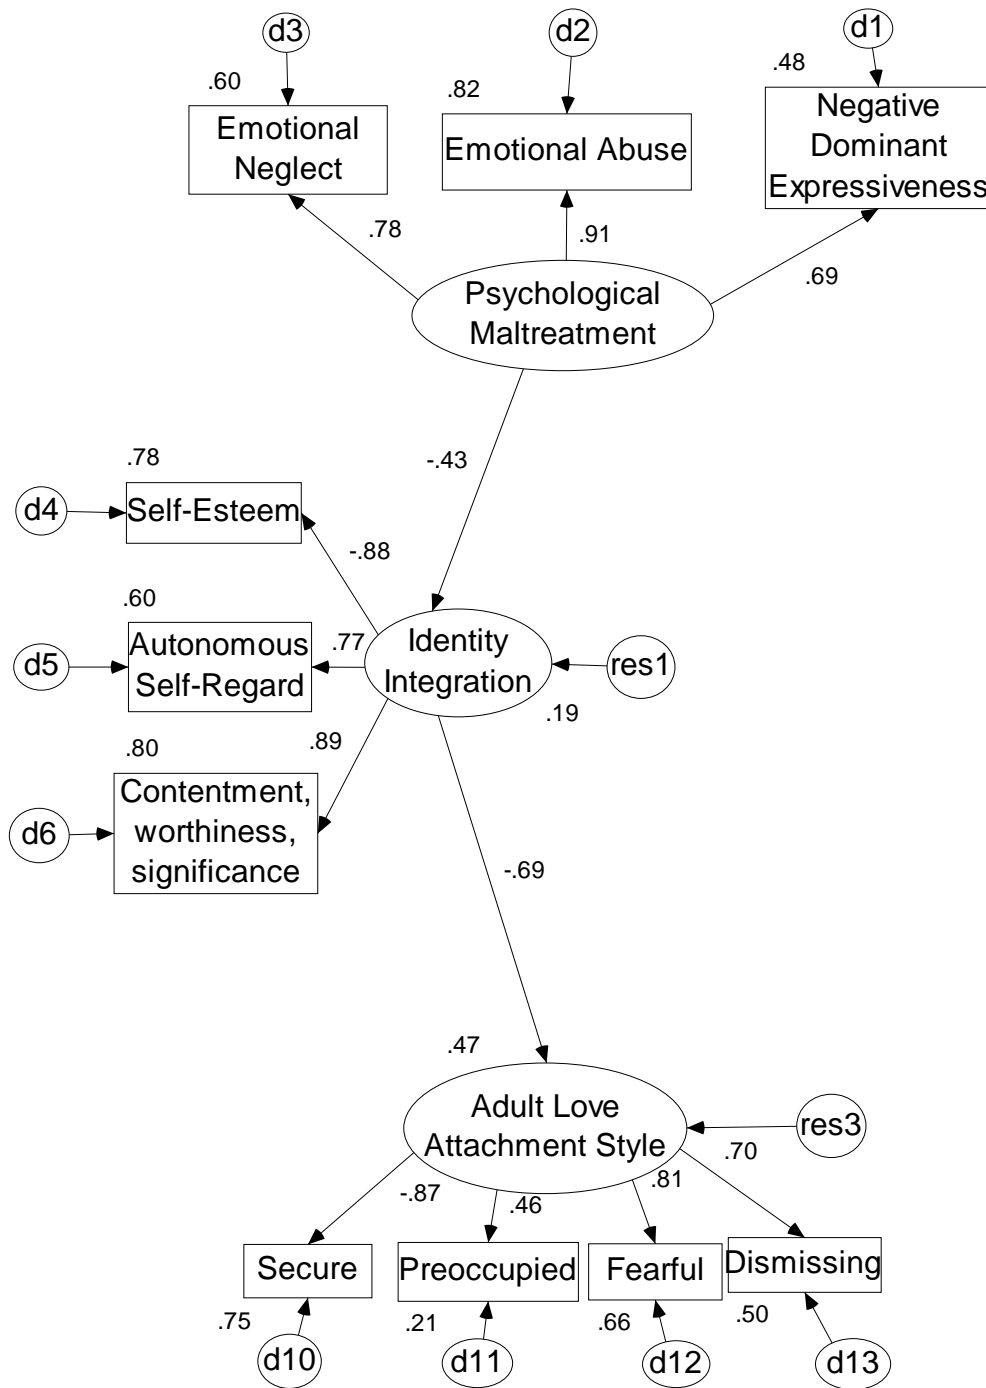 d3
d2
d1
.60
.82
.48
Emotional
Neglect
Emotional Abuse
Negative
Dominant
Expressiveness
.78
.91
.69
Psychological
Maltreatment
-.43
.78
d4
Self-Esteem
-.88
.60
d5
Autonomous
Self-Regard
.77
Identity
Integration
res1
.19
.80
.89
d6
Contentment,
worthiness,
significance
-.69
.47
Adult Love
Attachment Style
res3
.70
-.87
.46
.81
Secure
Preoccupied
Fearful
Dismissing
.75
.21
.66
.50
d10
d11
d12
d13